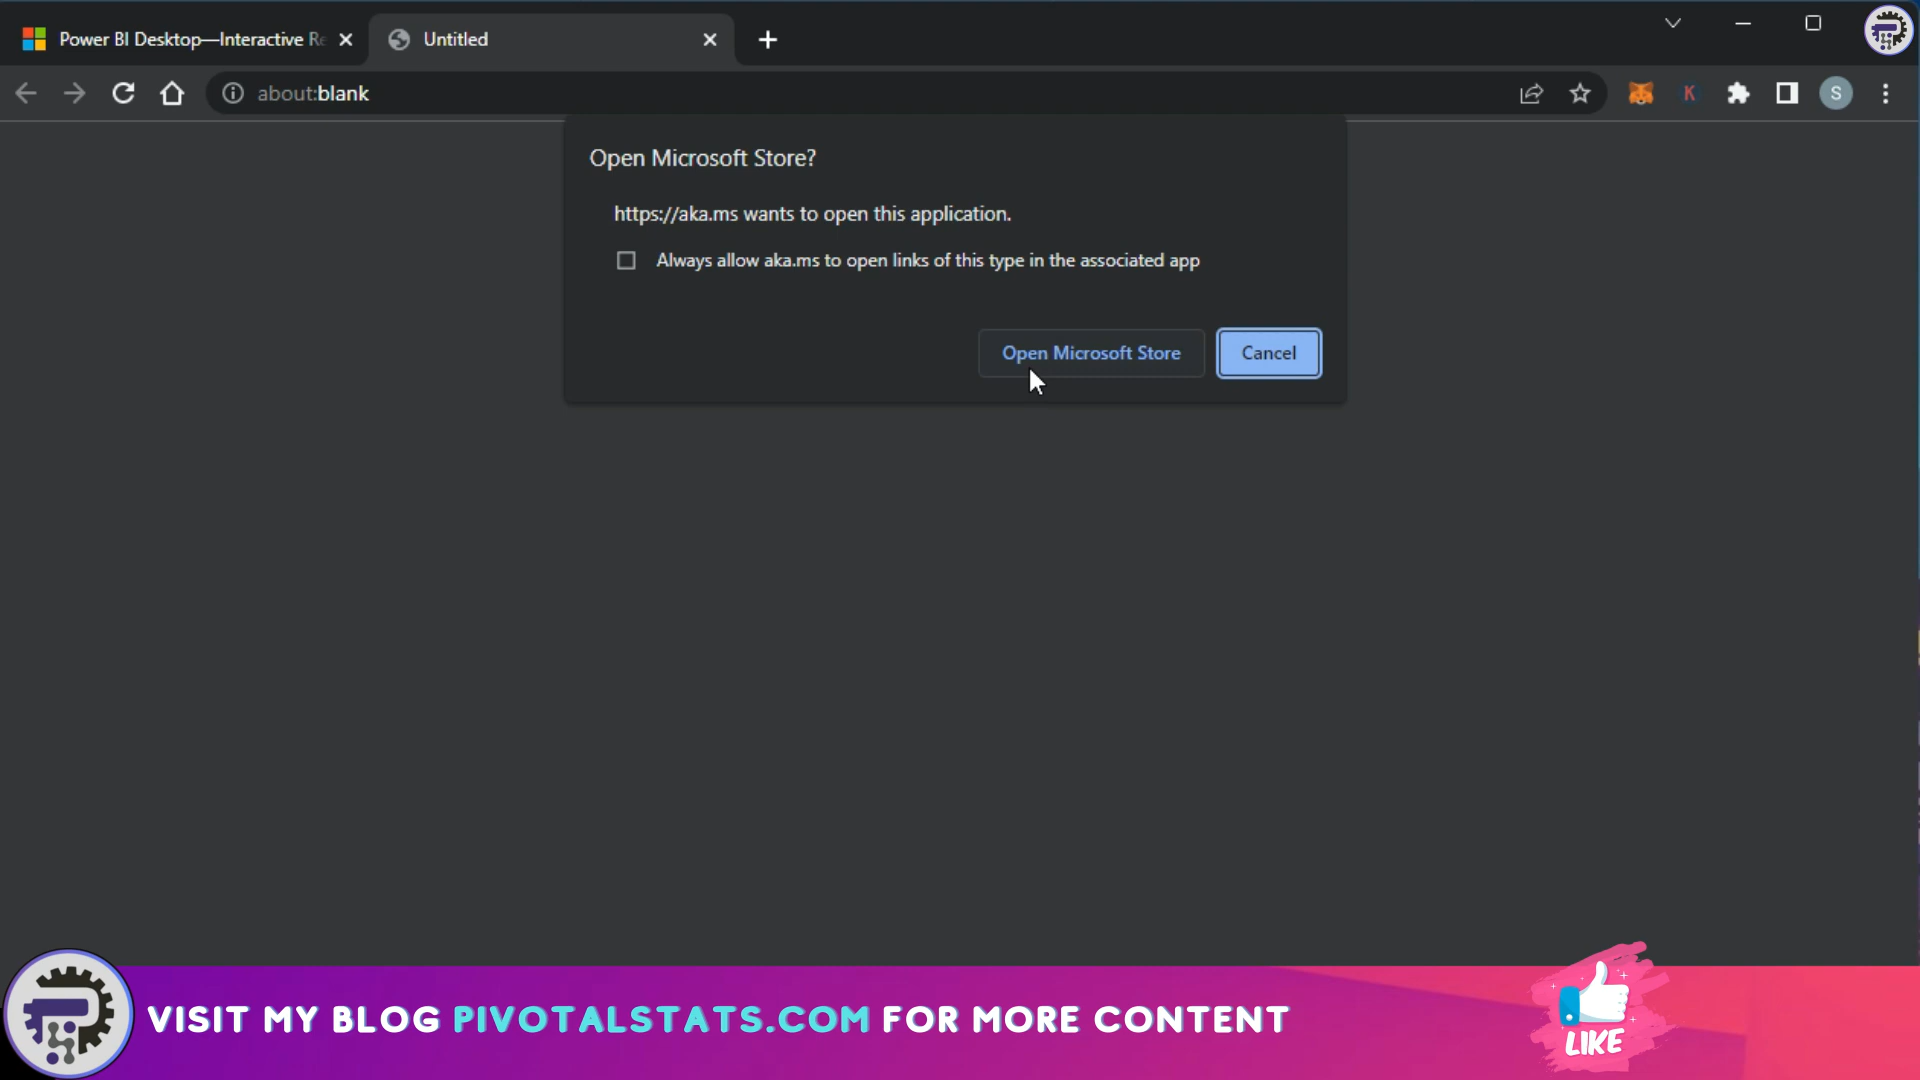 Power BI Desktop—Interactive Re
Untitled
about:blank
K
S
Open Microsoft Store?
https://aka.ms wants to open this application.
Always allow aka.ms to open links of this type in the associated app
Open Microsoft Store
Cancel
VISIT MY BLOG PIVOTALSTATS.COM FOR MORE CONTENT
LIKE